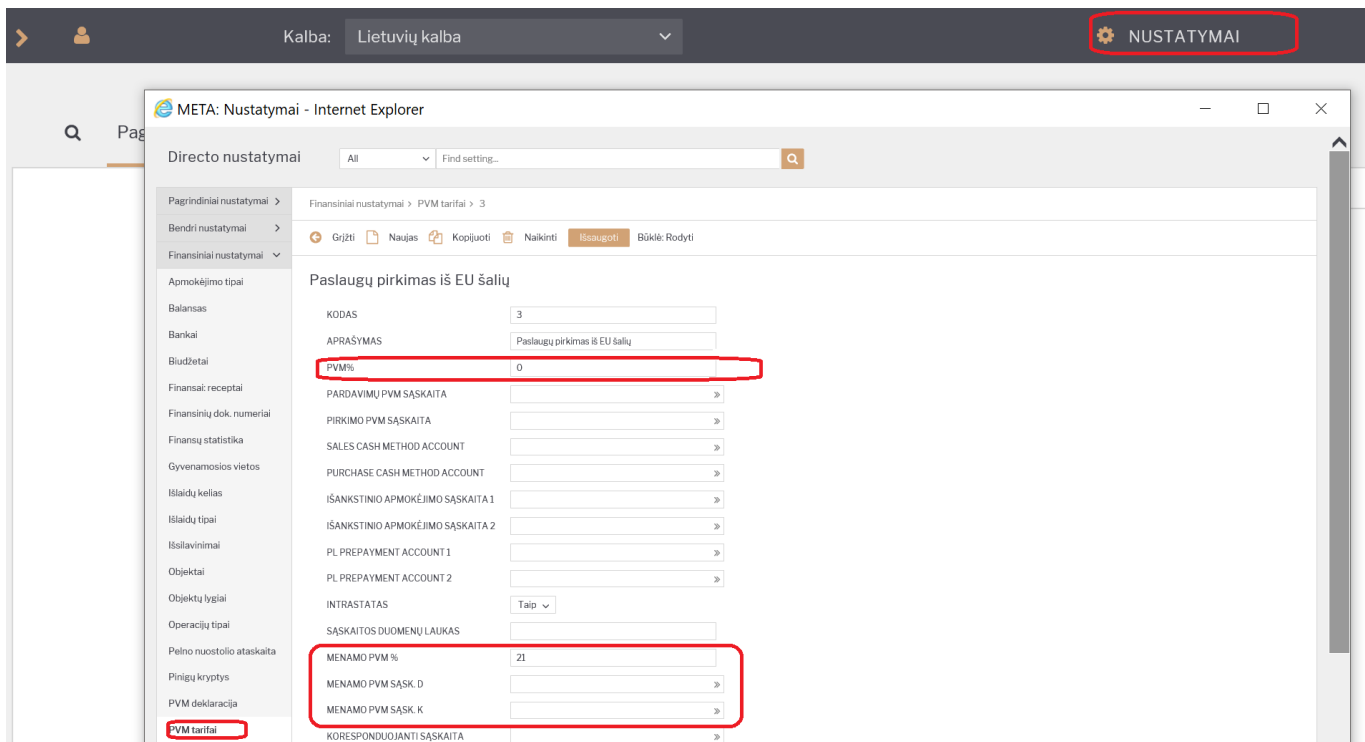 Kalba: Lietuvių kalba NUSTATYMAI
META: Nustatymai - Internet Explorer
Pag
Directo nustatymai All Find setting...
Pagrindiniai nustatymai
Bendri nustatymai
Finansiniai nustatymai
Apmokėjimo tipai
Balansas
Bankai
Biudžetai
Finansai: receptai
Finansinių dok. numeriai
Finansų statistika
Gyvenamosios vietos
Išlaidų kelias
Išlaidų tipai
Išsilavinimai
Objektai
Objektų lygiai
Operacijų tipai
Pelno nuostolio ataskaita
Pinigų kryptys
PVM deklaracija
PVM tarifai
Finansiniai nustatymai > PVM tarifai > 3
Grįžti Naujas Kopijuoti Naikinti Išsaugoti Būklė: Rodyti
Paslaugų pirkimas iš EU šalių
KODAS 3
APRAŠYMAS Paslaugų pirkimas iš EU šalių
PVM% 0
PARDAVIMŲ PVM SĄSKAITA
PIRKIMO PVM SĄSKAITA
SALES CASH METHOD ACCOUNT
PURCHASE CASH METHOD ACCOUNT
IŠANKSTINIO APMOKĖJIMO SĄSKAITA 1
IŠANKSTINIO APMOKĖJIMO SĄSKAITA 2
PL PREPAYMENT ACCOUNT 1
PL PREPAYMENT ACCOUNT 2
INTRASTATAS Taip
SĄSKAITOS DUOMENŲ LAUKAS
MENAMO PVM % 21
MENAMO PVM SĄSK. D
MENAMO PVM SĄSK. K
KORESPONDUOJANTI SĄSKAITA